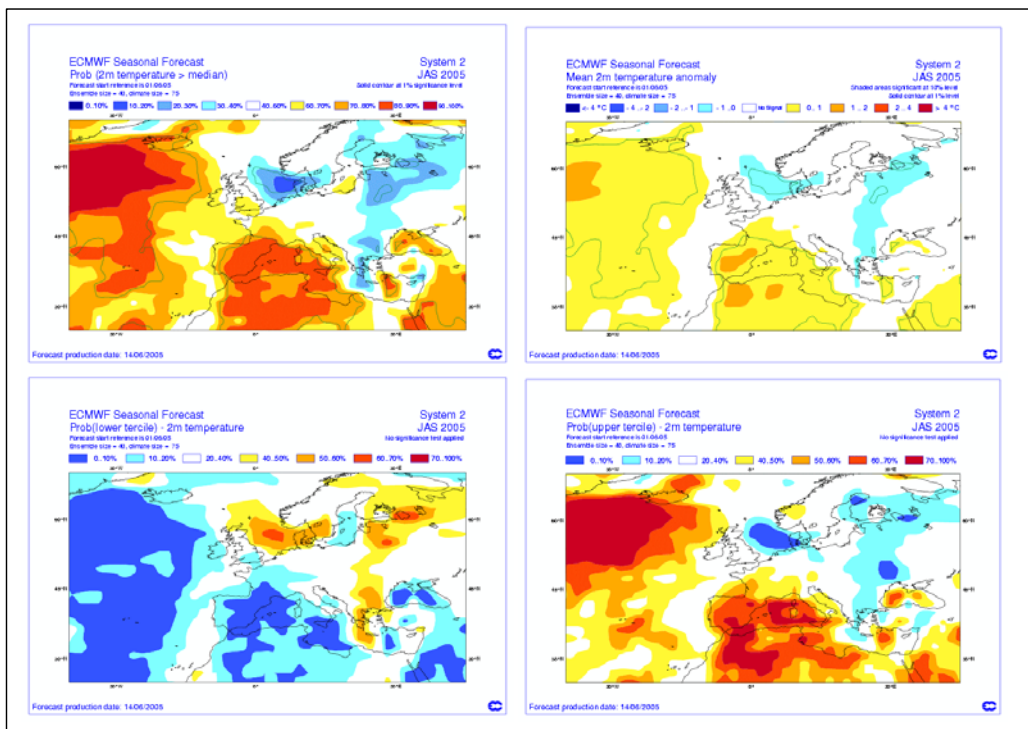 ECMWF Seasonal Forecast System 2
Prob (2m temperature > median) JAS 2005
Forecast start reference is 01/06/05 Solid contour at 1% significance level
Ensemble size = 40, climate size = 75
0..10% 10..20% 20..30% 30..40% 40..60% 60..70% 70..80% 80..90% 90..100%
Forecast production date: 14/06/2005
ECMWF Seasonal Forecast System 2
Mean 2m temperature anomaly JAS 2005
Forecast start reference is 01/06/05 Shaded areas significant at 10% level
Ensemble size = 40, climate size = 75 Solid contour at 1% level
No Signal 0..1 1..2 2..4
Forecast production date: 14/06/2005
ECMWF Seasonal Forecast System 2
Prob(lower tercile) - 2m temperature JAS 2005
Forecast start reference is 01/06/05 No significance test applied
Ensemble size = 40, climate size = 75
0..10% 10..20% 20..40% 40..50% 50..60% 60..70% 70..100%
Forecast production date: 14/06/2005
ECMWF Seasonal Forecast System 2
Prob(upper tercile) - 2m temperature JAS 2005
Forecast start reference is 01/06/05 No significance test applied
Ensemble size = 40, climate size = 75
0..10% 10..20% 20..40% 40..50% 50..60% 60..70% 70..100%
Forecast production date: 14/06/2005